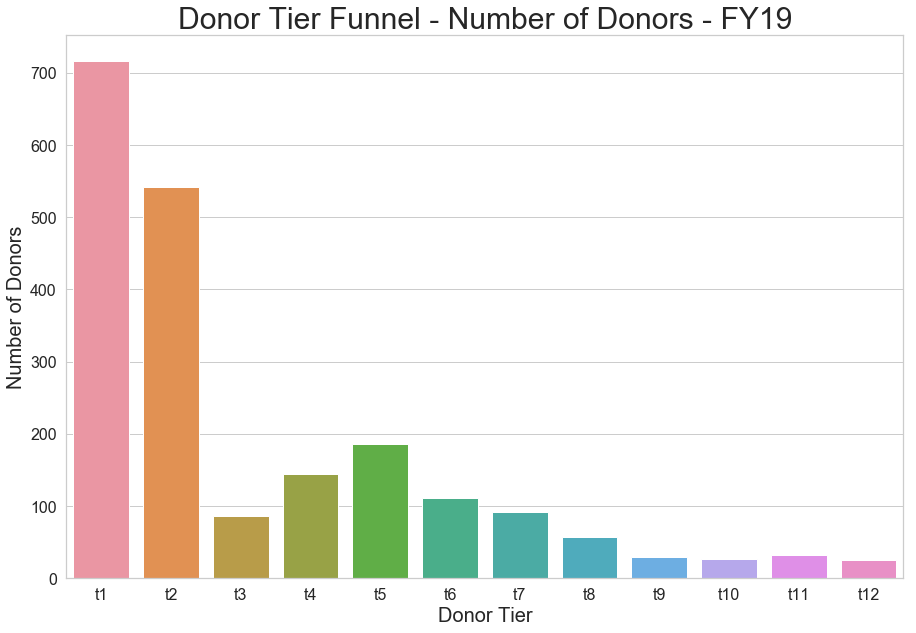 Donor Tier Funnel - Number of Donors - FY19
Number of Donors
700
600
500
400
300
200
100
0
t1 t2 t3 t4 t5 t6 t7 t8 t9 t10 t11 t12
Donor Tier